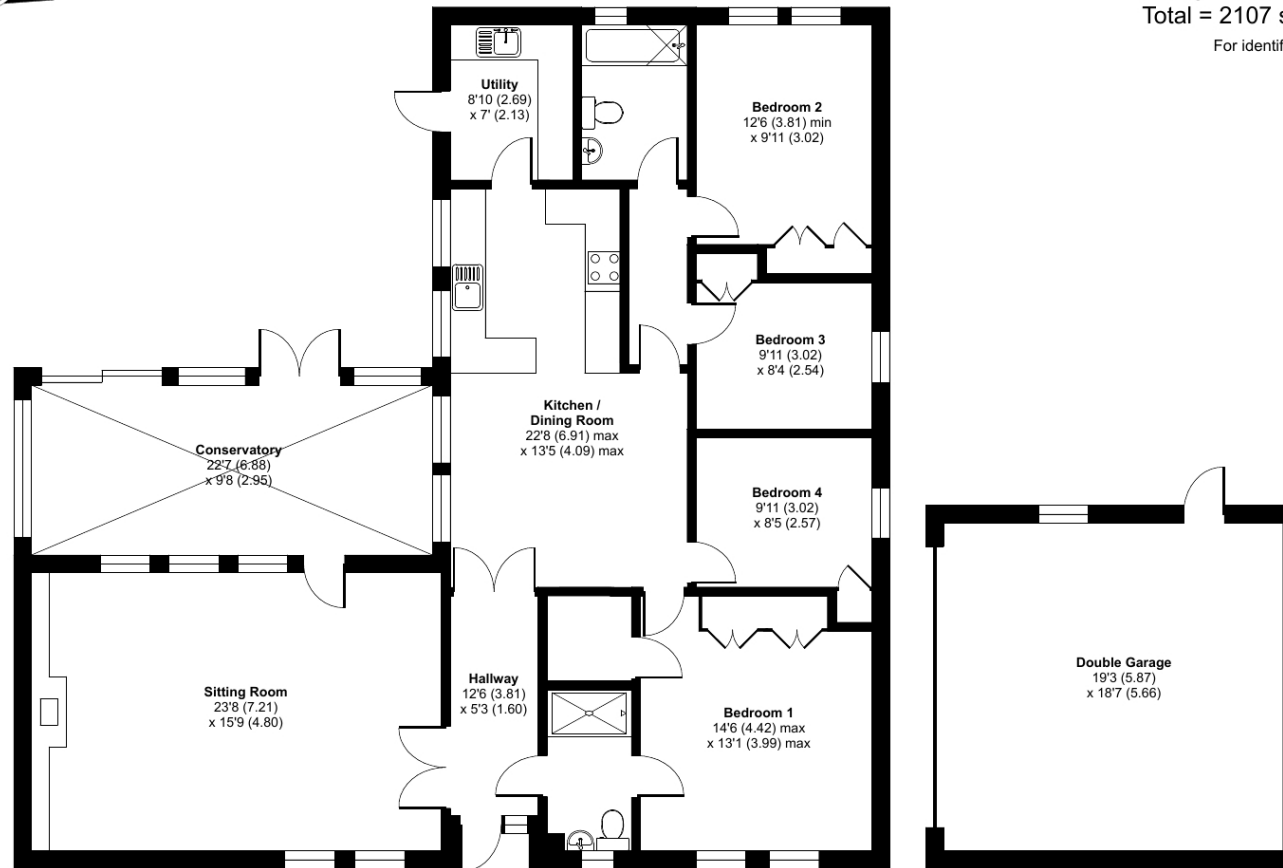 Total = 2107 s
For identif
Utility
8'10 (2.69)
x 7' (2.13)
Bedroom 2
12'6 (3.81) min
x 9'11 (3.02)
Bedroom 3
9'11 (3.02)
x 8'4 (2.54)
Kitchen /
Dining Room
22'8 (6.91) max
x 13'5 (4.09) max
Conservatory
22'7 (6.88)
x 9'8 (2.95)
Bedroom 4
9'11 (3.02)
x 8'5 (2.57)
Sitting Room
23'8 (7.21)
x 15'9 (4.80)
Hallway
12'6 (3.81)
x 5'3 (1.60)
Bedroom 1
14'6 (4.42) max
x 13'1 (3.99) max
Double Garage
19'3 (5.87)
x 18'7 (5.66)